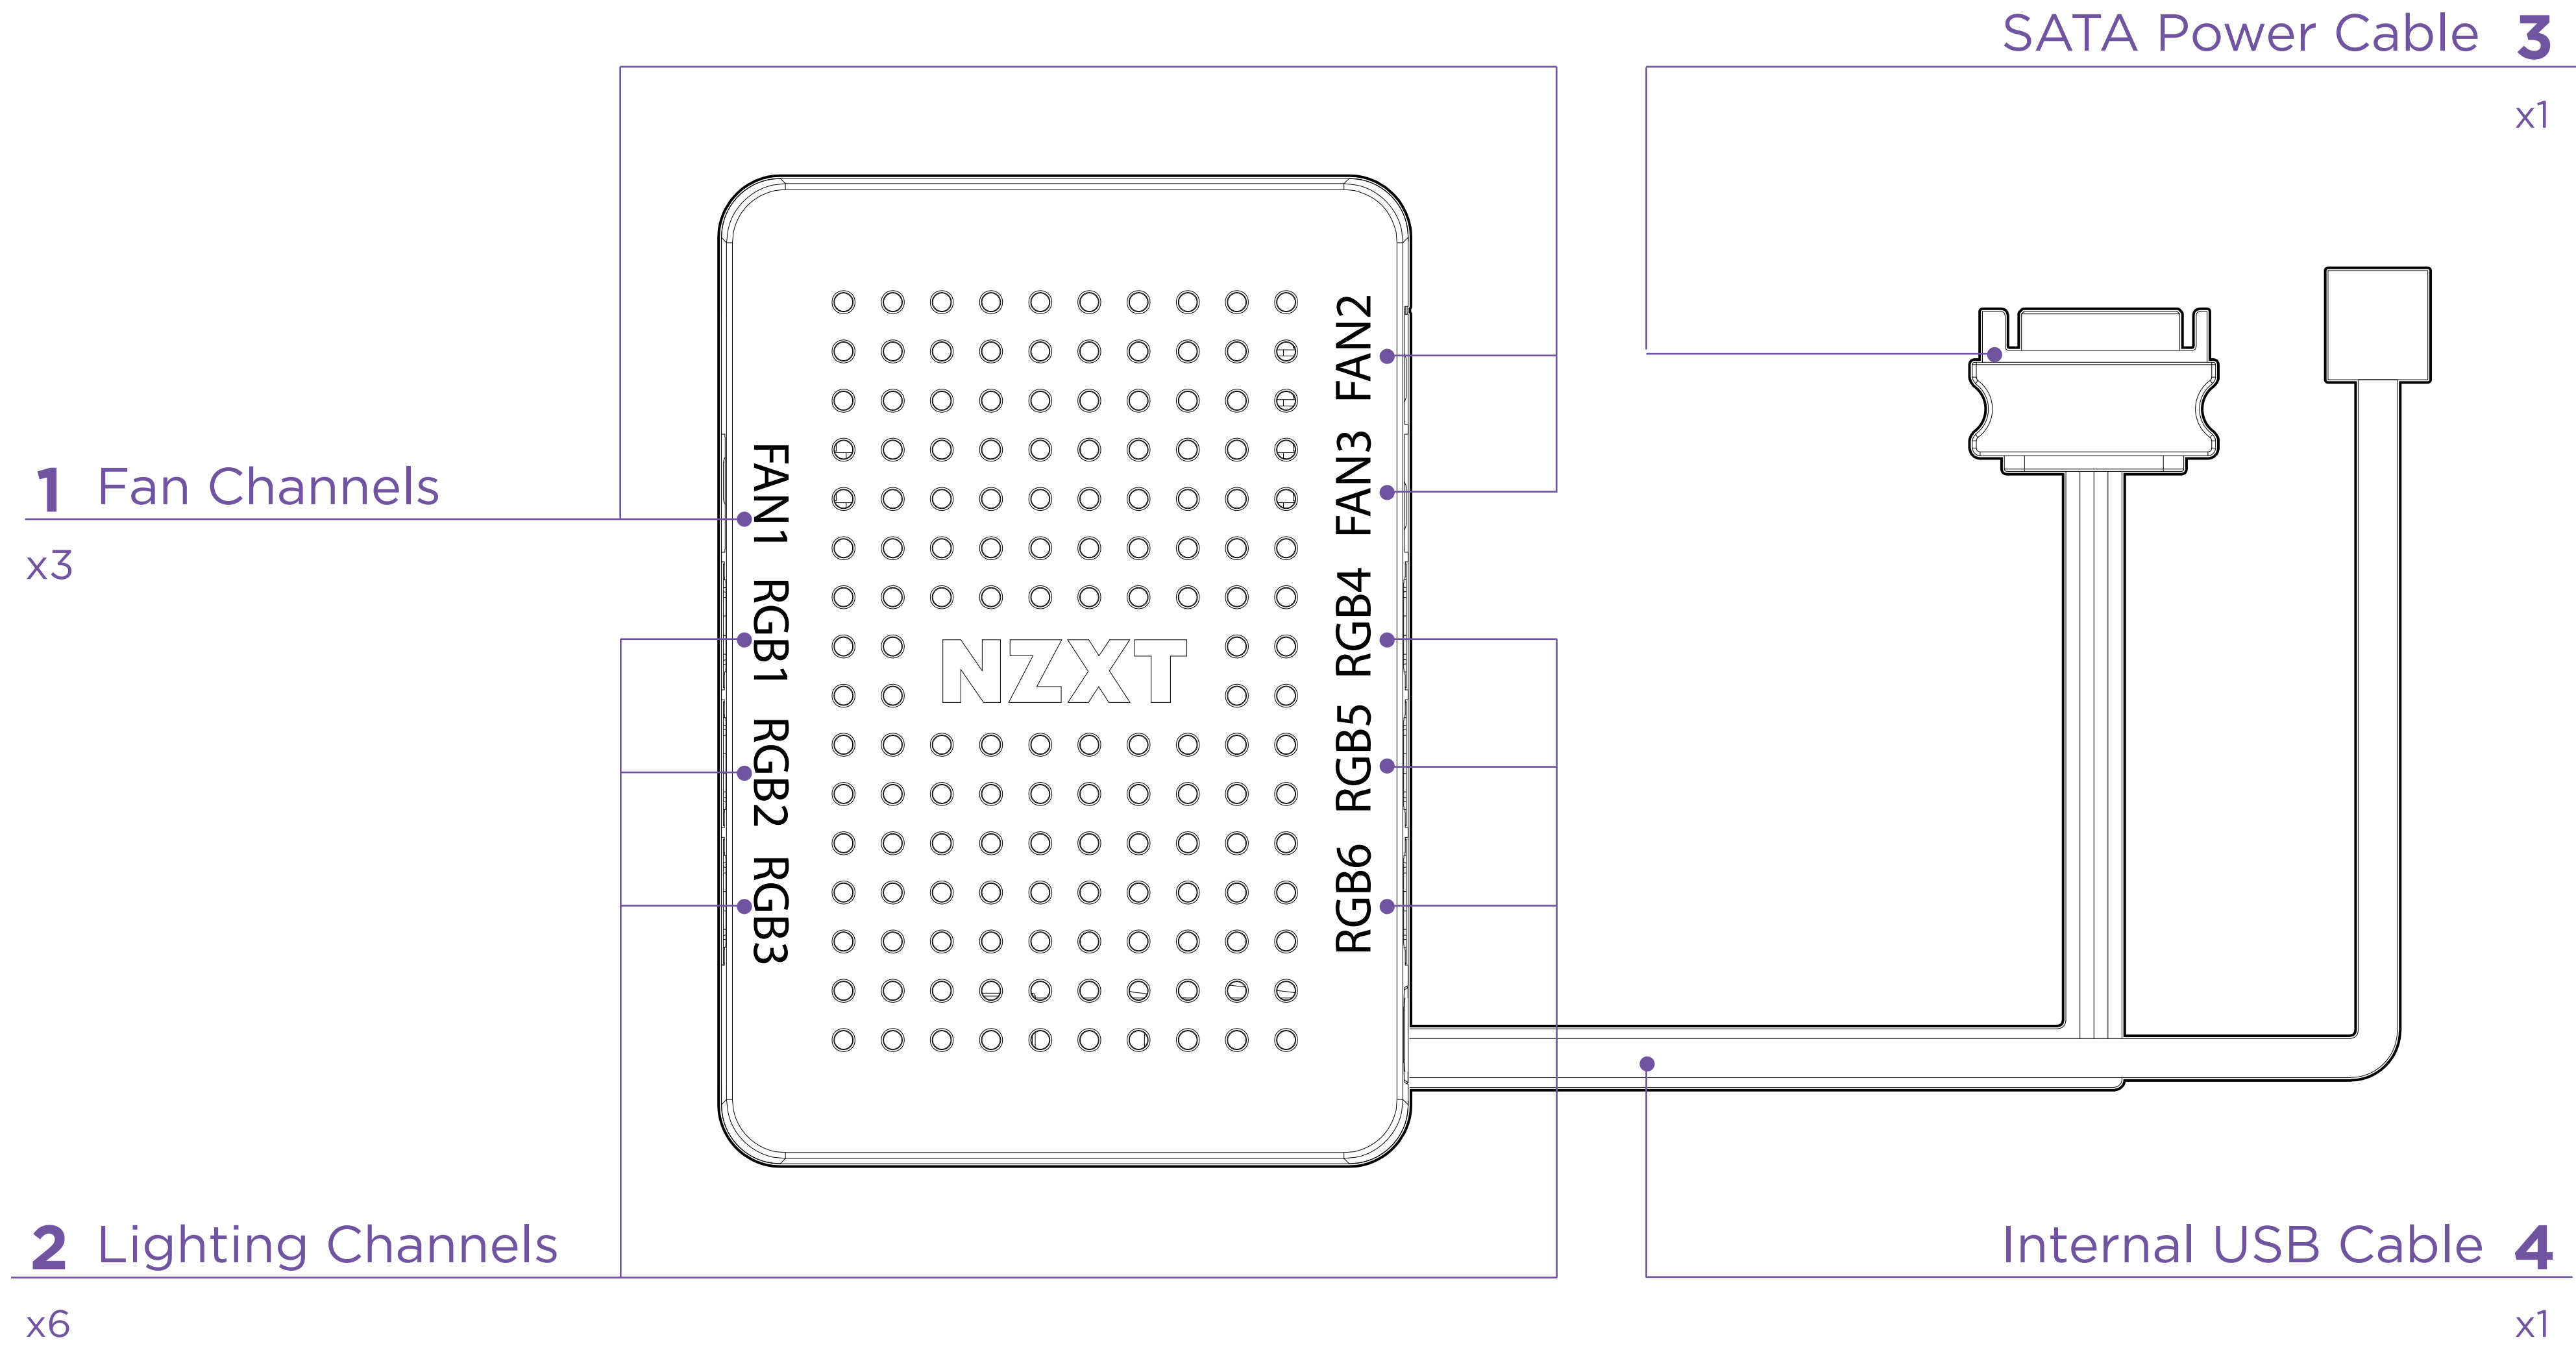 SATA Power Cable 3
x1
1 Fan Channels
x3
FAN1
RGB1
RGB2
RGB3
NZXT
FAN2
FAN3
RGB4
RGB5
RGB6
2 Lighting Channels
x6
Internal USB Cable 4
x1